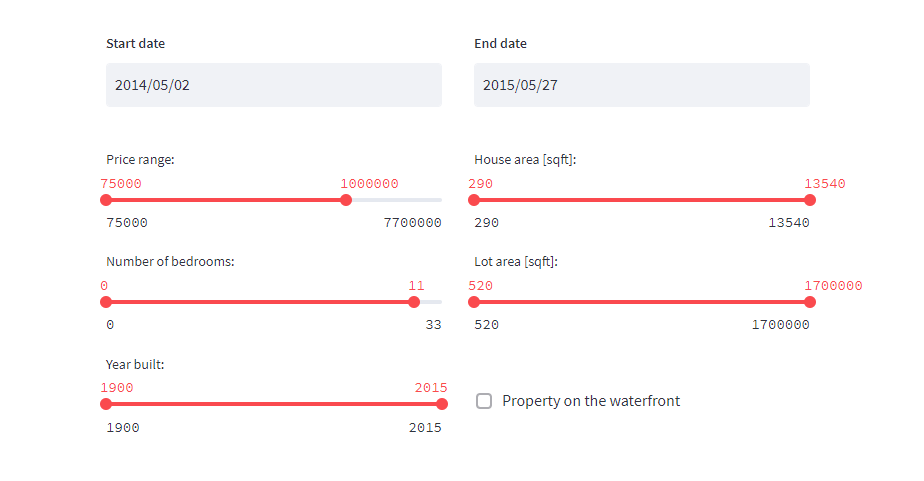 Start date
End date
2014/05/02
2015/05/27
Price range:
House area [sqft]:
75000
1000000
290
13540
75000
7700000
290
13540
Number of bedrooms:
Lot area [sqft]:
0
11
520
1700000
0
33
520
1700000
Year built:
1900
2015
Property on the waterfront
1900
2015